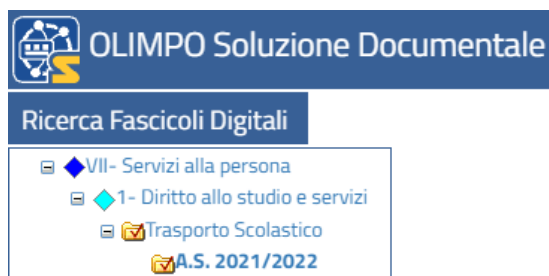 OLIMPO Soluzione Documentale
Ricerca Fascicoli Digitali
VII- Servizi alla persona
1- Diritto allo studio e servizi
Trasporto Scolastico
A.S. 2021/2022